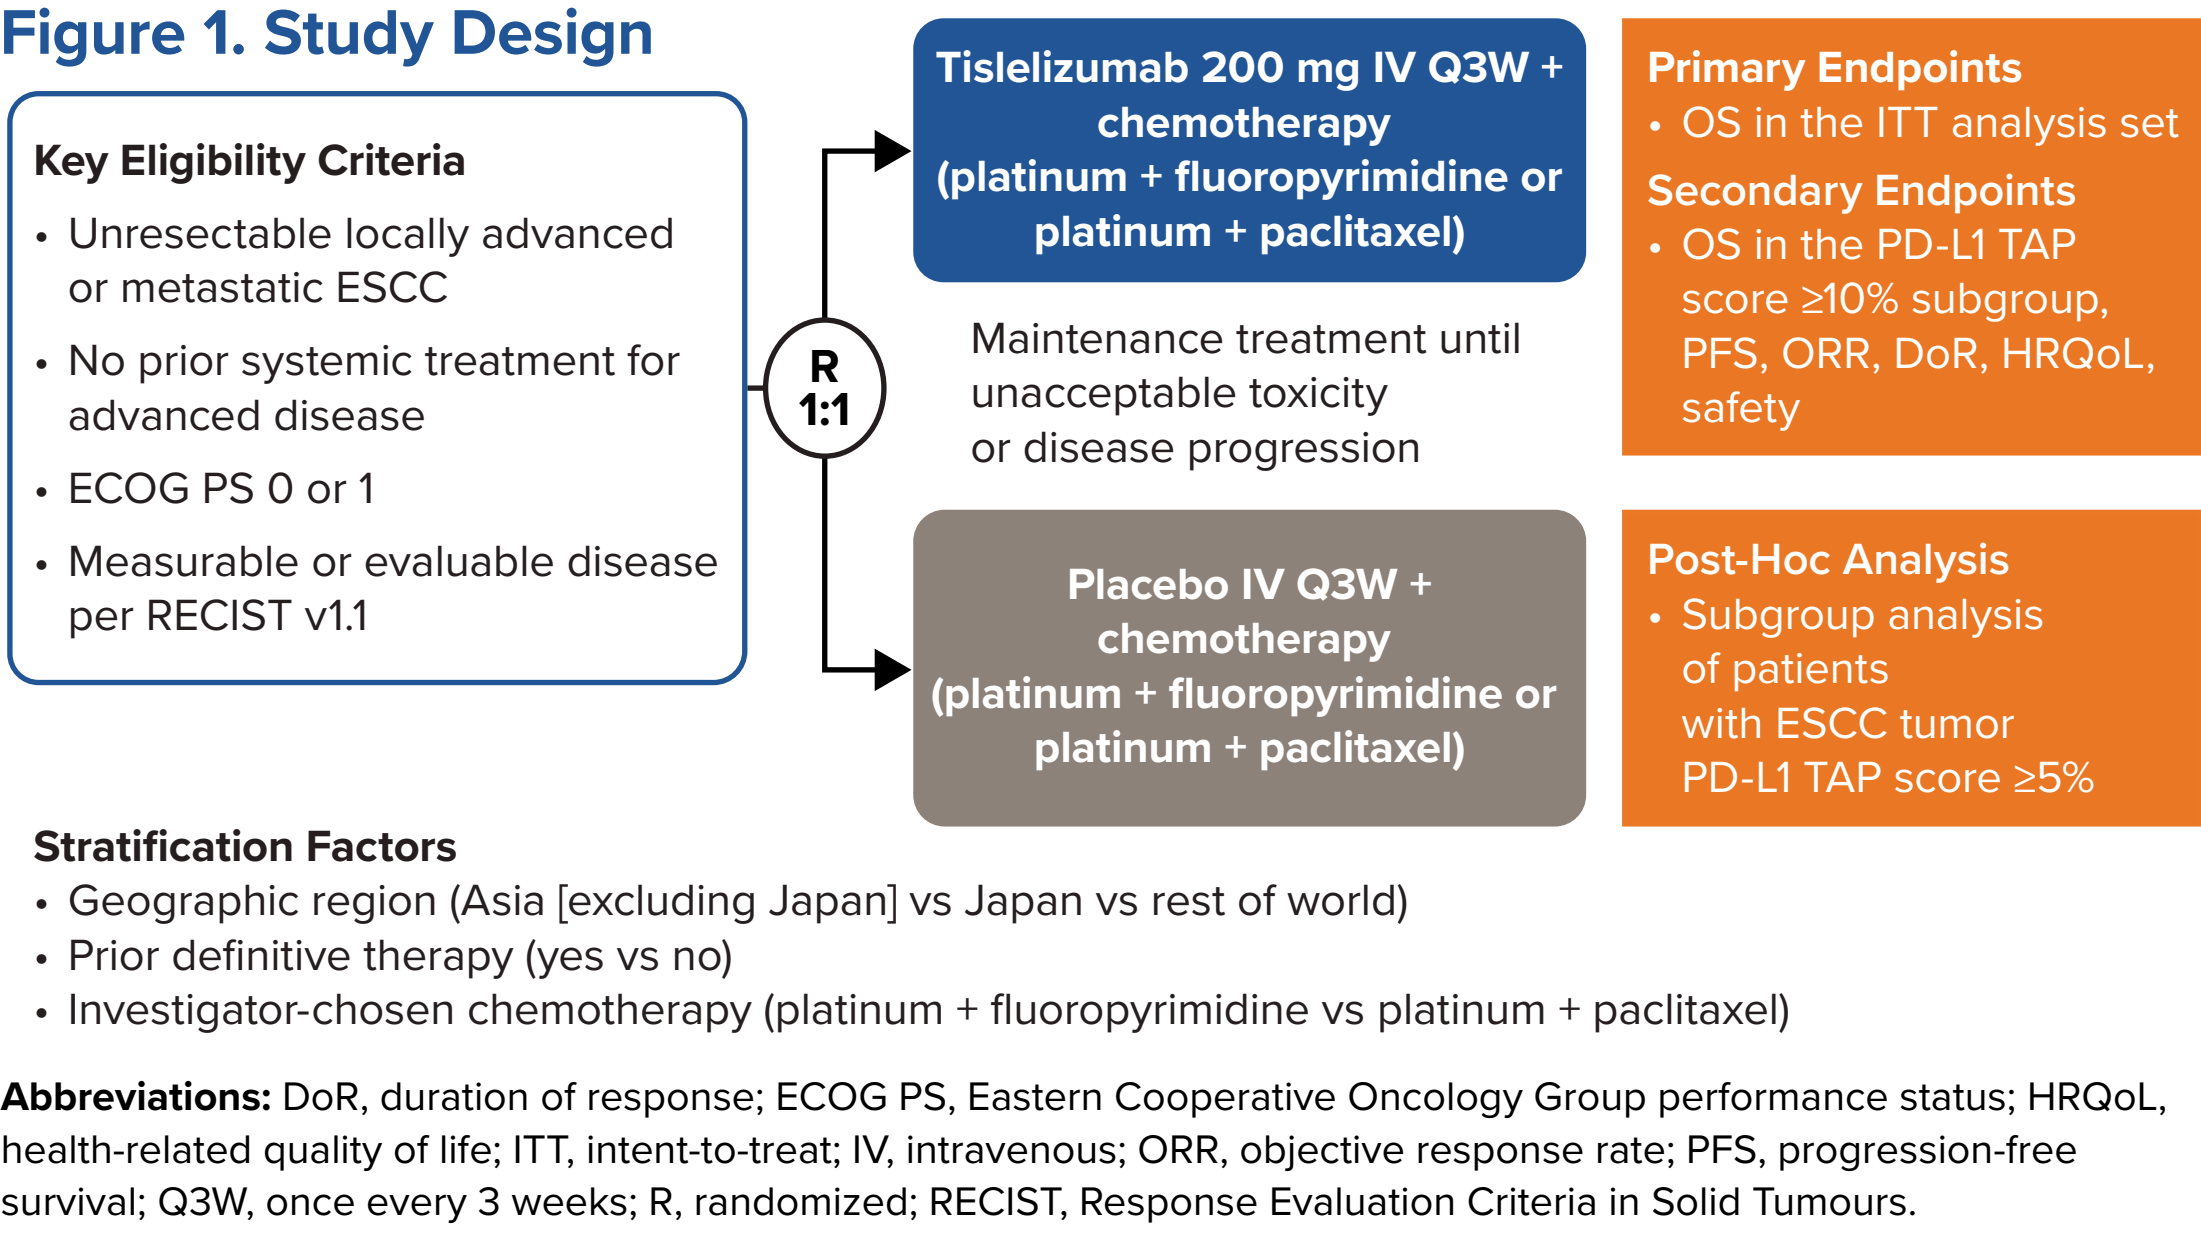 Figure 1. Study Design
Key Eligibility Criteria
• Unresectable locally advanced
or metastatic ESCC
• No prior systemic treatment for
advanced disease
• ECOG PS 0 or 1
• Measurable or evaluable disease
per RECIST v1.1
R
1:1
Tislelizumab 200 mg IV Q3W +
chemotherapy
(platinum + fluoropyrimidine or
platinum + paclitaxel)
Maintenance treatment until
unacceptable toxicity
or disease progression
Placebo IV Q3W +
chemotherapy
(platinum + fluoropyrimidine or
platinum + paclitaxel)
Primary Endpoints
• OS in the ITT analysis set
Secondary Endpoints
• OS in the PD-L1 TAP
score ≥10% subgroup,
PFS, ORR, DoR, HRQoL,
safety
Post-Hoc Analysis
• Subgroup analysis
of patients
with ESCC tumor
PD-L1 TAP score ≥5%
Stratification Factors
• Geographic region (Asia [excluding Japan] vs Japan vs rest of world)
• Prior definitive therapy (yes vs no)
• Investigator-chosen chemotherapy (platinum + fluoropyrimidine vs platinum + paclitaxel)
Abbreviations: DoR, duration of response; ECOG PS, Eastern Cooperative Oncology Group performance status; HRQoL,
health-related quality of life; ITT, intent-to-treat; IV, intravenous; ORR, objective response rate; PFS, progression-free
survival; Q3W, once every 3 weeks; R, randomized; RECIST, Response Evaluation Criteria in Solid Tumours.